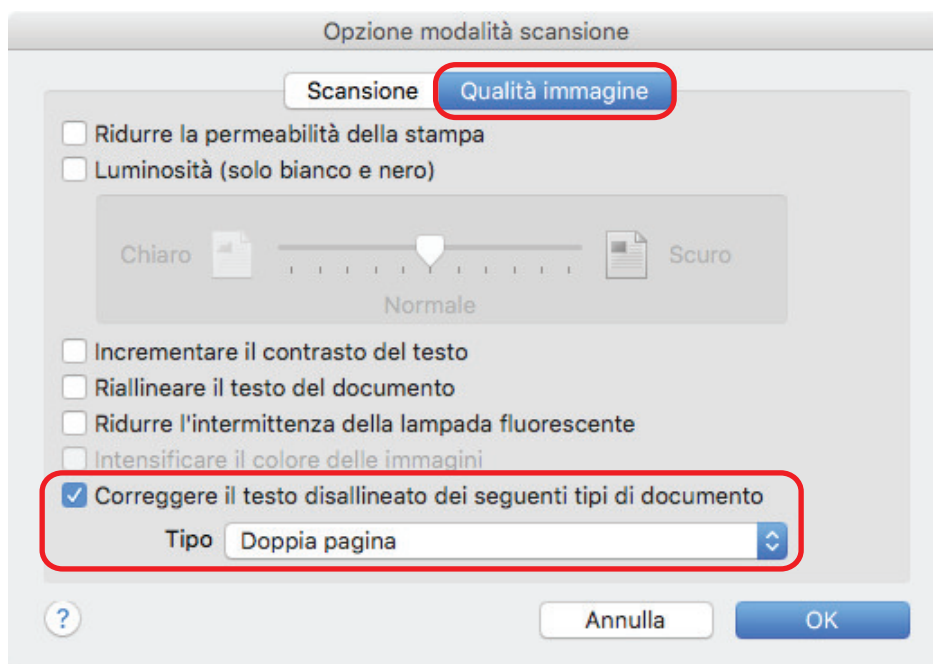 Opzione modalità scansione
Scansione Qualità immagine
Ridurre la permeabilità della stampa
Luminosità (solo bianco e nero)
Chiaro Scuro
Normale
Incrementare il contrasto del testo
Riallineare il testo del documento
Ridurre l'intermittenza della lampada fluorescente
Intensificare il colore delle immagini
Correggere il testo disallineato dei seguenti tipi di documento
Tipo Doppia pagina
? Annulla OK